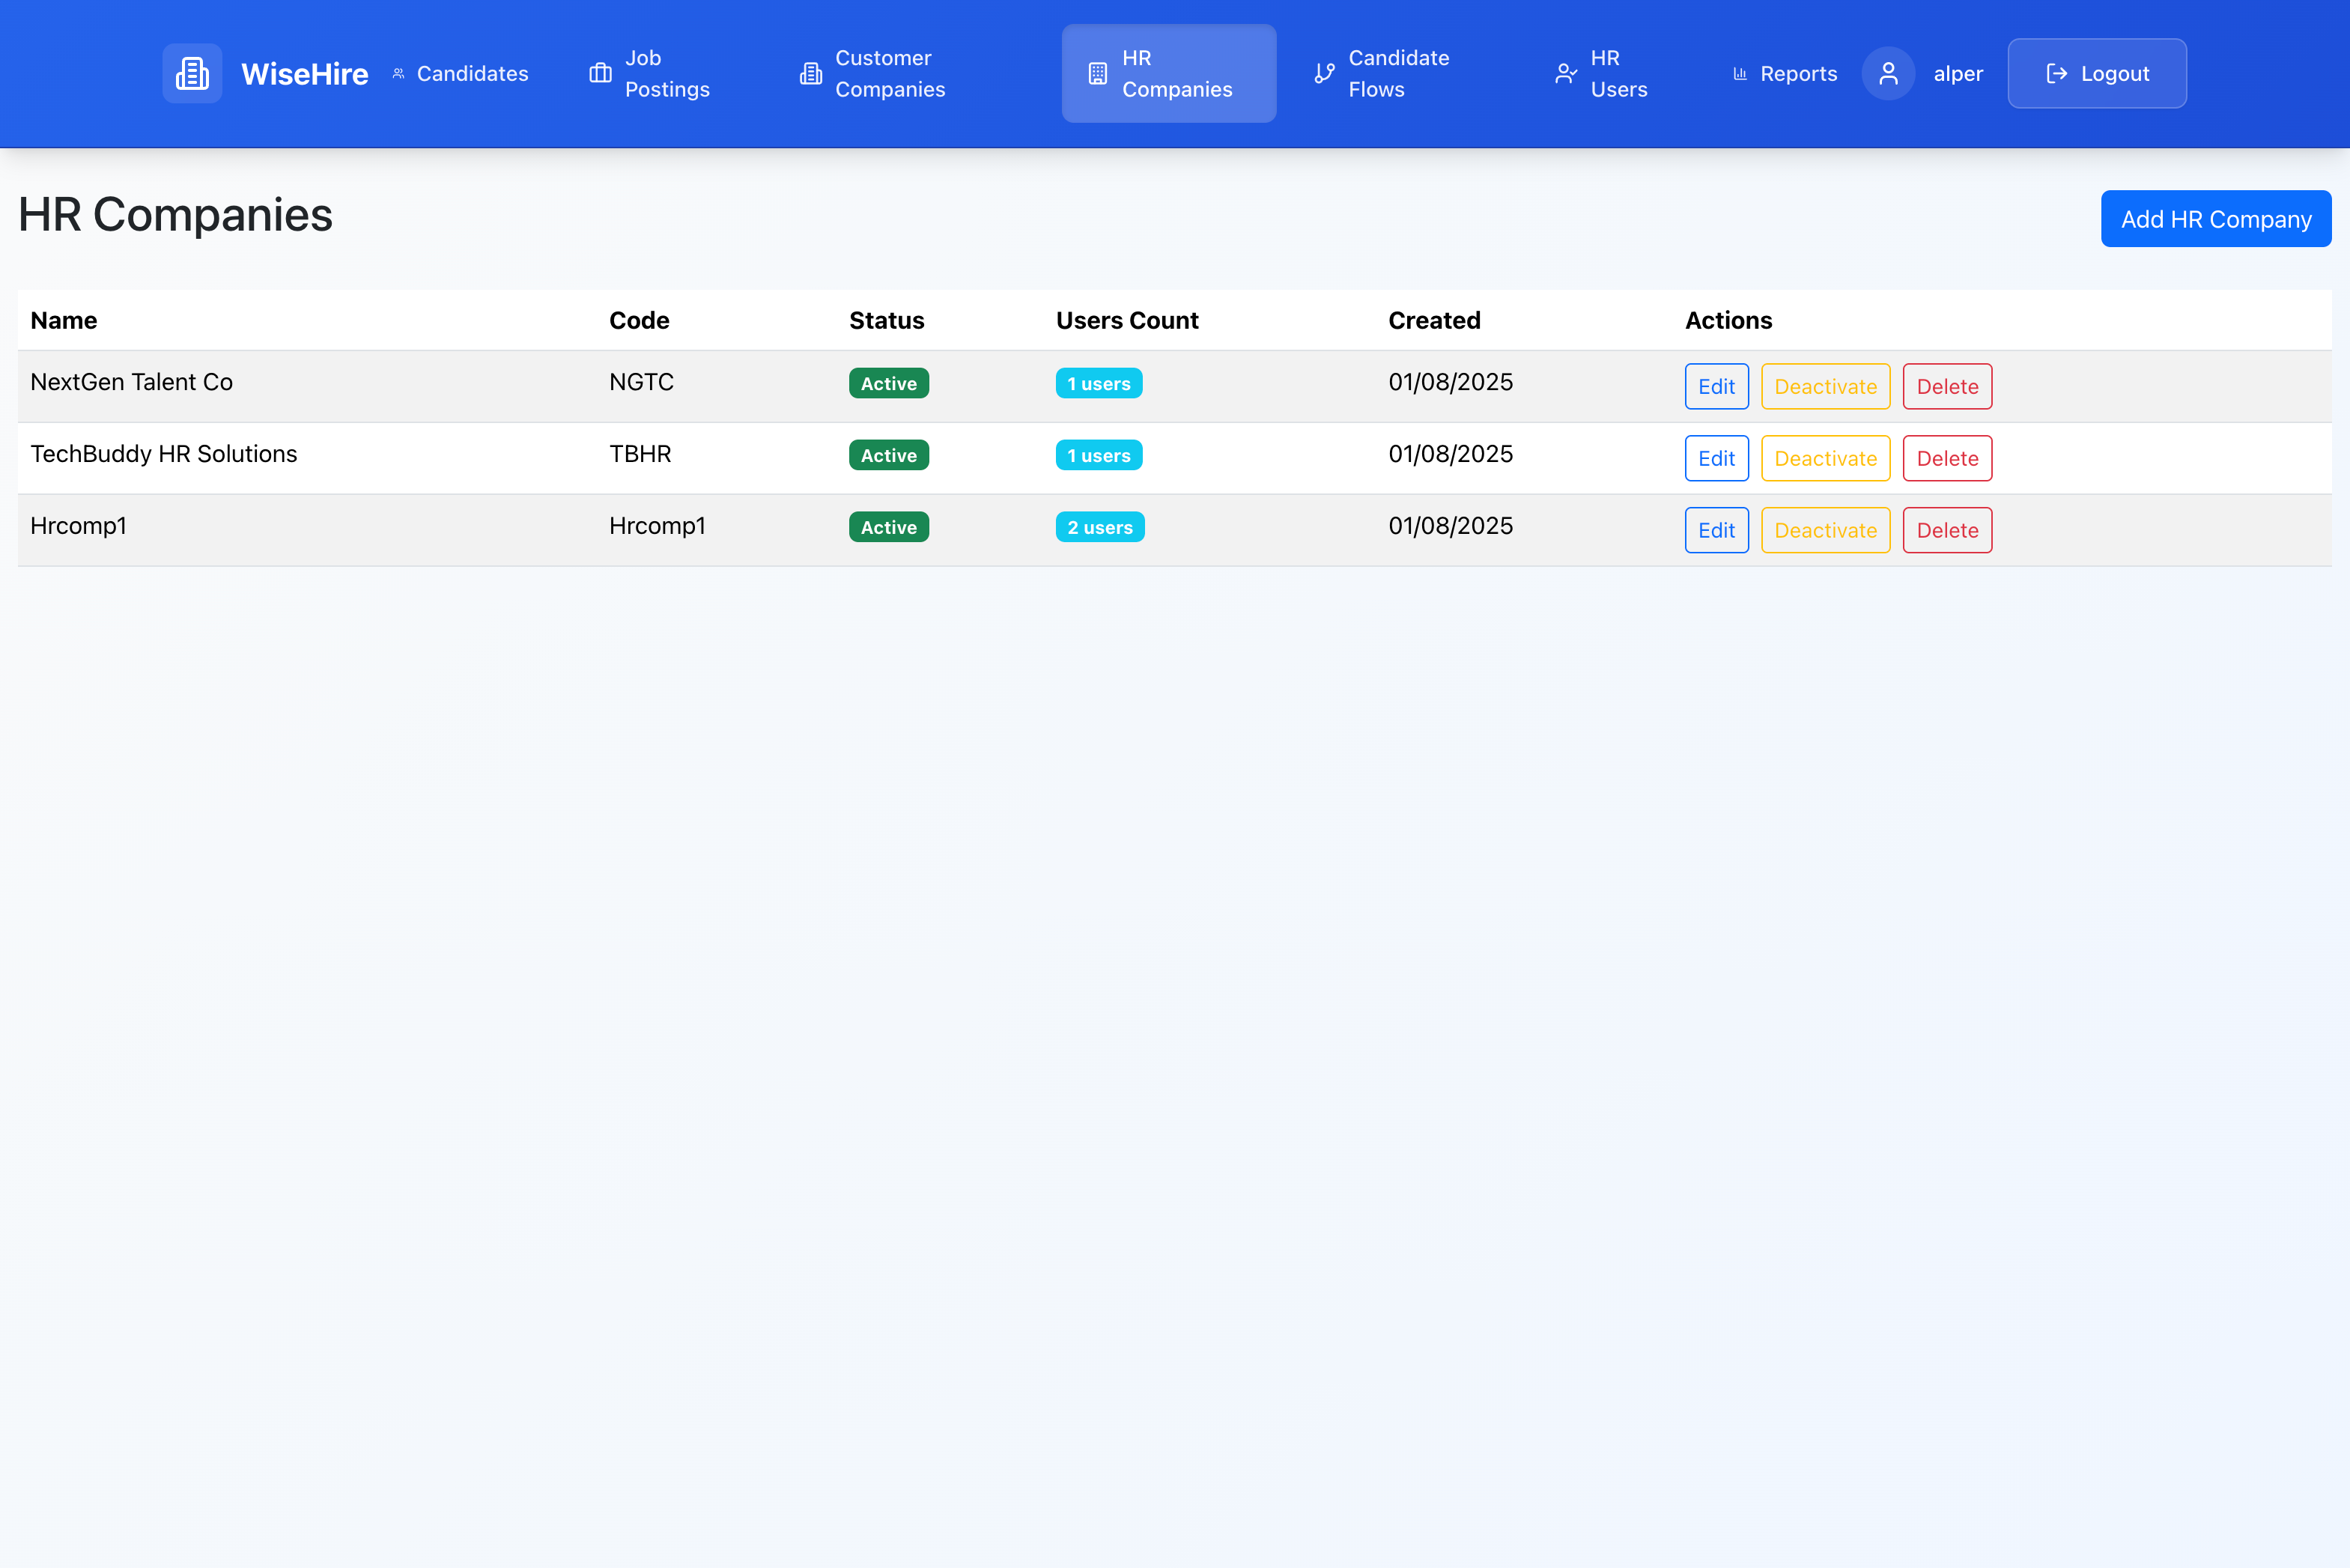 WiseHire
Candidates
Job
Postings
Customer
Companies
HR
Companies
Candidate
Flows
HR
Users
Reports
alper
Logout
HR Companies
Add HR Company
Name Code Status Users Count Created Actions
NextGen Talent Co NGTC Active 1 users 01/08/2025 Edit Deactivate Delete
TechBuddy HR Solutions TBHR Active 1 users 01/08/2025 Edit Deactivate Delete
Hrcomp1 Hrcomp1 Active 2 users 01/08/2025 Edit Deactivate Delete